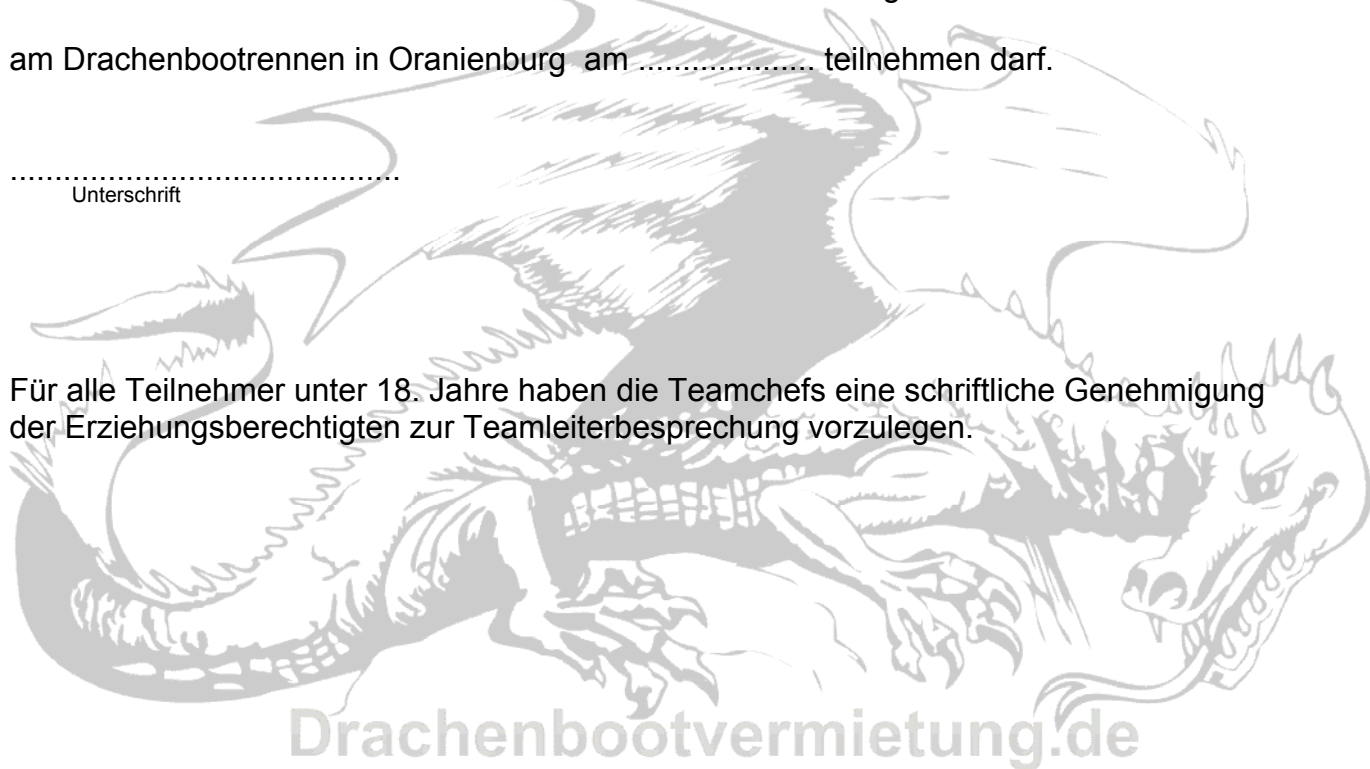 am Drachenbootrennen in Oranienburg  am .................... teilnehmen darf.
............................................
Unterschrift
Für alle Teilnehmer unter 18. Jahre haben die Teamchefs eine schriftliche Genehmigung
der Erziehungsberechtigten zur Teamleiterbesprechung vorzulegen.
Drachenbootvermietung.de